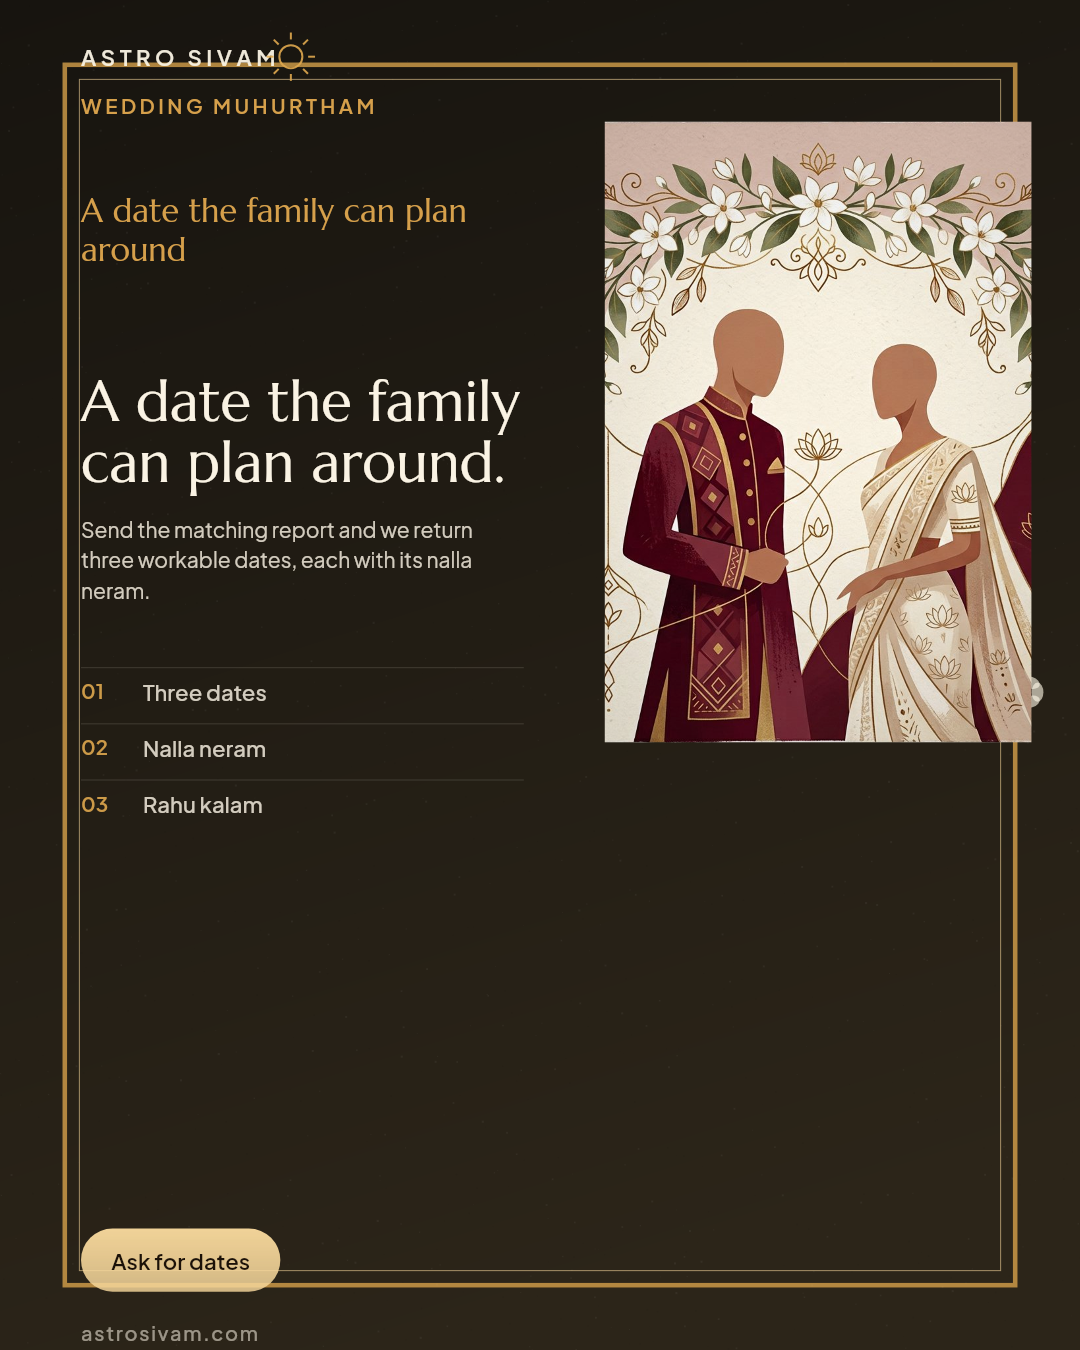 ASTRO SIVAM
WEDDING MUHURTHAM
A date the family can plan
around
A date the family
can plan around.
Send the matching report and we return
three workable dates, each with its nalla
neram.
01 Three dates
02 Nalla neram
03 Rahu kalam
Ask for dates
astrosivam.com